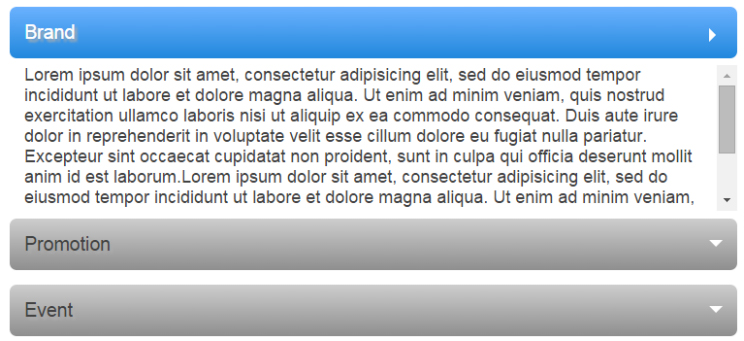 Brand
Lorem ipsum dolor sit amet, consectetur adipisicing elit, sed do eiusmod tempor
incididunt ut labore et dolore magna aliqua. Ut enim ad minim veniam, quis nostrud
exercitation ullamco laboris nisi ut aliquip ex ea commodo consequat. Duis aute irure
dolor in reprehenderit in voluptate velit esse cillum dolore eu fugiat nulla pariatur.
Excepteur sint occaecat cupidatat non proident, sunt in culpa qui officia deserunt mollit
anim id est laborum.Lorem ipsum dolor sit amet, consectetur adipisicing elit, sed do
eiusmod tempor incididunt ut labore et dolore magna aliqua. Ut enim ad minim veniam,
Promotion
Event